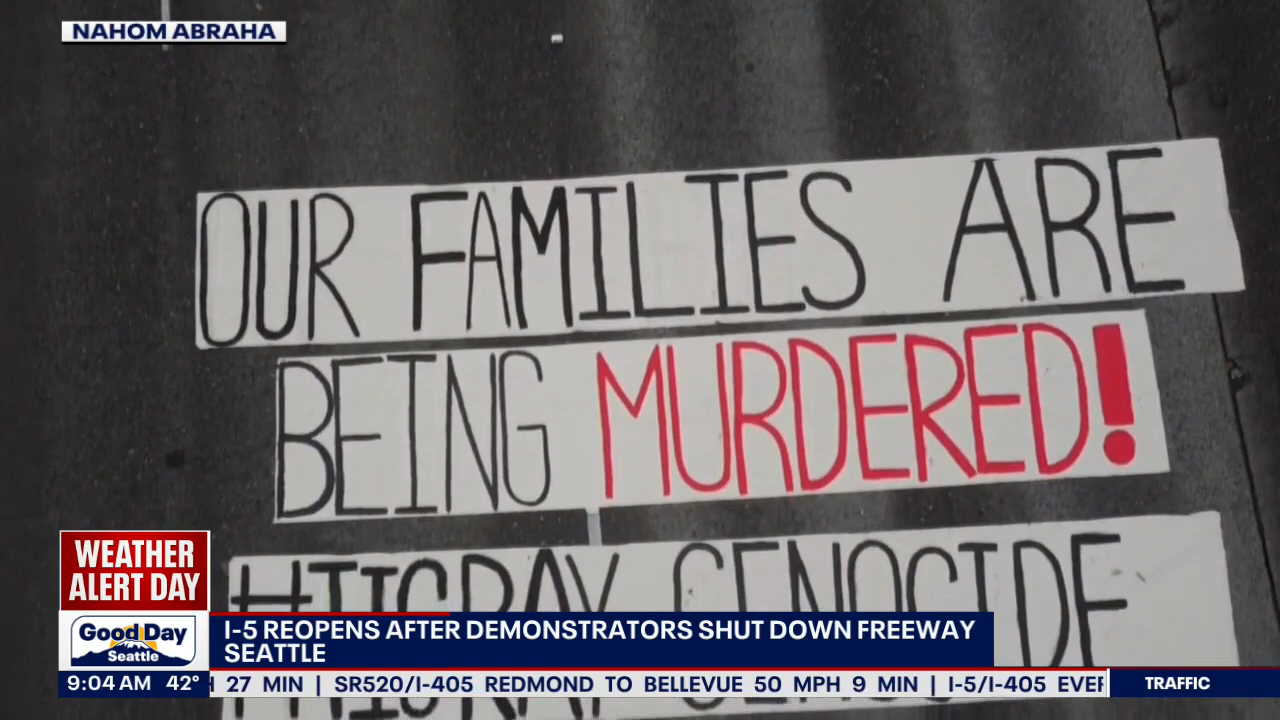 NAHOM ABRAHA
OUR FAMILIES ARE
BEING MURDERED!
#TIGRAY GENOCIDE
WEATHER
ALERT DAY
Good Day
Seattle
I-5 REOPENS AFTER DEMONSTRATORS SHUT DOWN FREEWAY
SEATTLE
9:04 AM 42° 27 MIN | SR520/I-405 REDMOND TO BELLEVUE 50 MPH 9 MIN | I-5/I-405 TRAFFIC